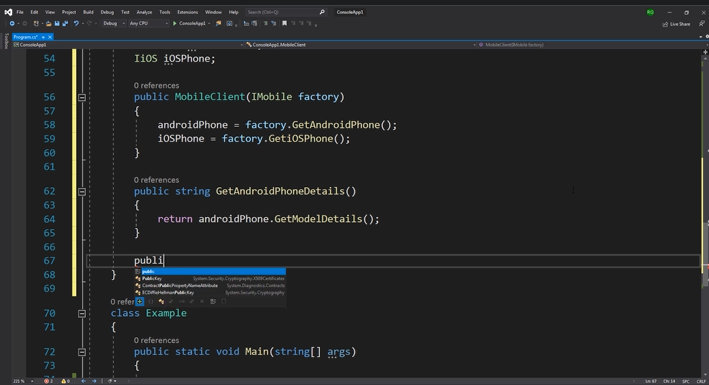 File Edit View Project Build Debug Test Analyze Tools Extensions Window Help Search (Ctrl+Q) ConsoleApp1
Debug Any CPU ConsoleApp1 Live Share
Toolbox
Program.cs*
ConsoleApp1 ConsoleApp1.MobileClient MobileClient(IMobile factory)
54 IiOS iOSPhone;
55
0 references
56 public MobileClient(IMobile factory)
57 {
58 androidPhone = factory.GetAndroidPhone();
59 iOSPhone = factory.GetiOSPhone();
60 }
61
0 references
62 public string GetAndroidPhoneDetails()
63 {
64 return androidPhone.GetModelDetails();
65 }
66
67 publi
public
PublicKey System.Security.Cryptography.X509Certificates
ContractPublicPropertyNameAttribute System.Diagnostics.Contracts
ECDiffieHellmanPublicKey System.Security.Cryptography
68 }
69
0 refer
70 class Example
71 {
0 references
72 public static void Main(string[] args)
73 {
221 % 2 0 Ln: 67 Ch: 14 SPC CRLF